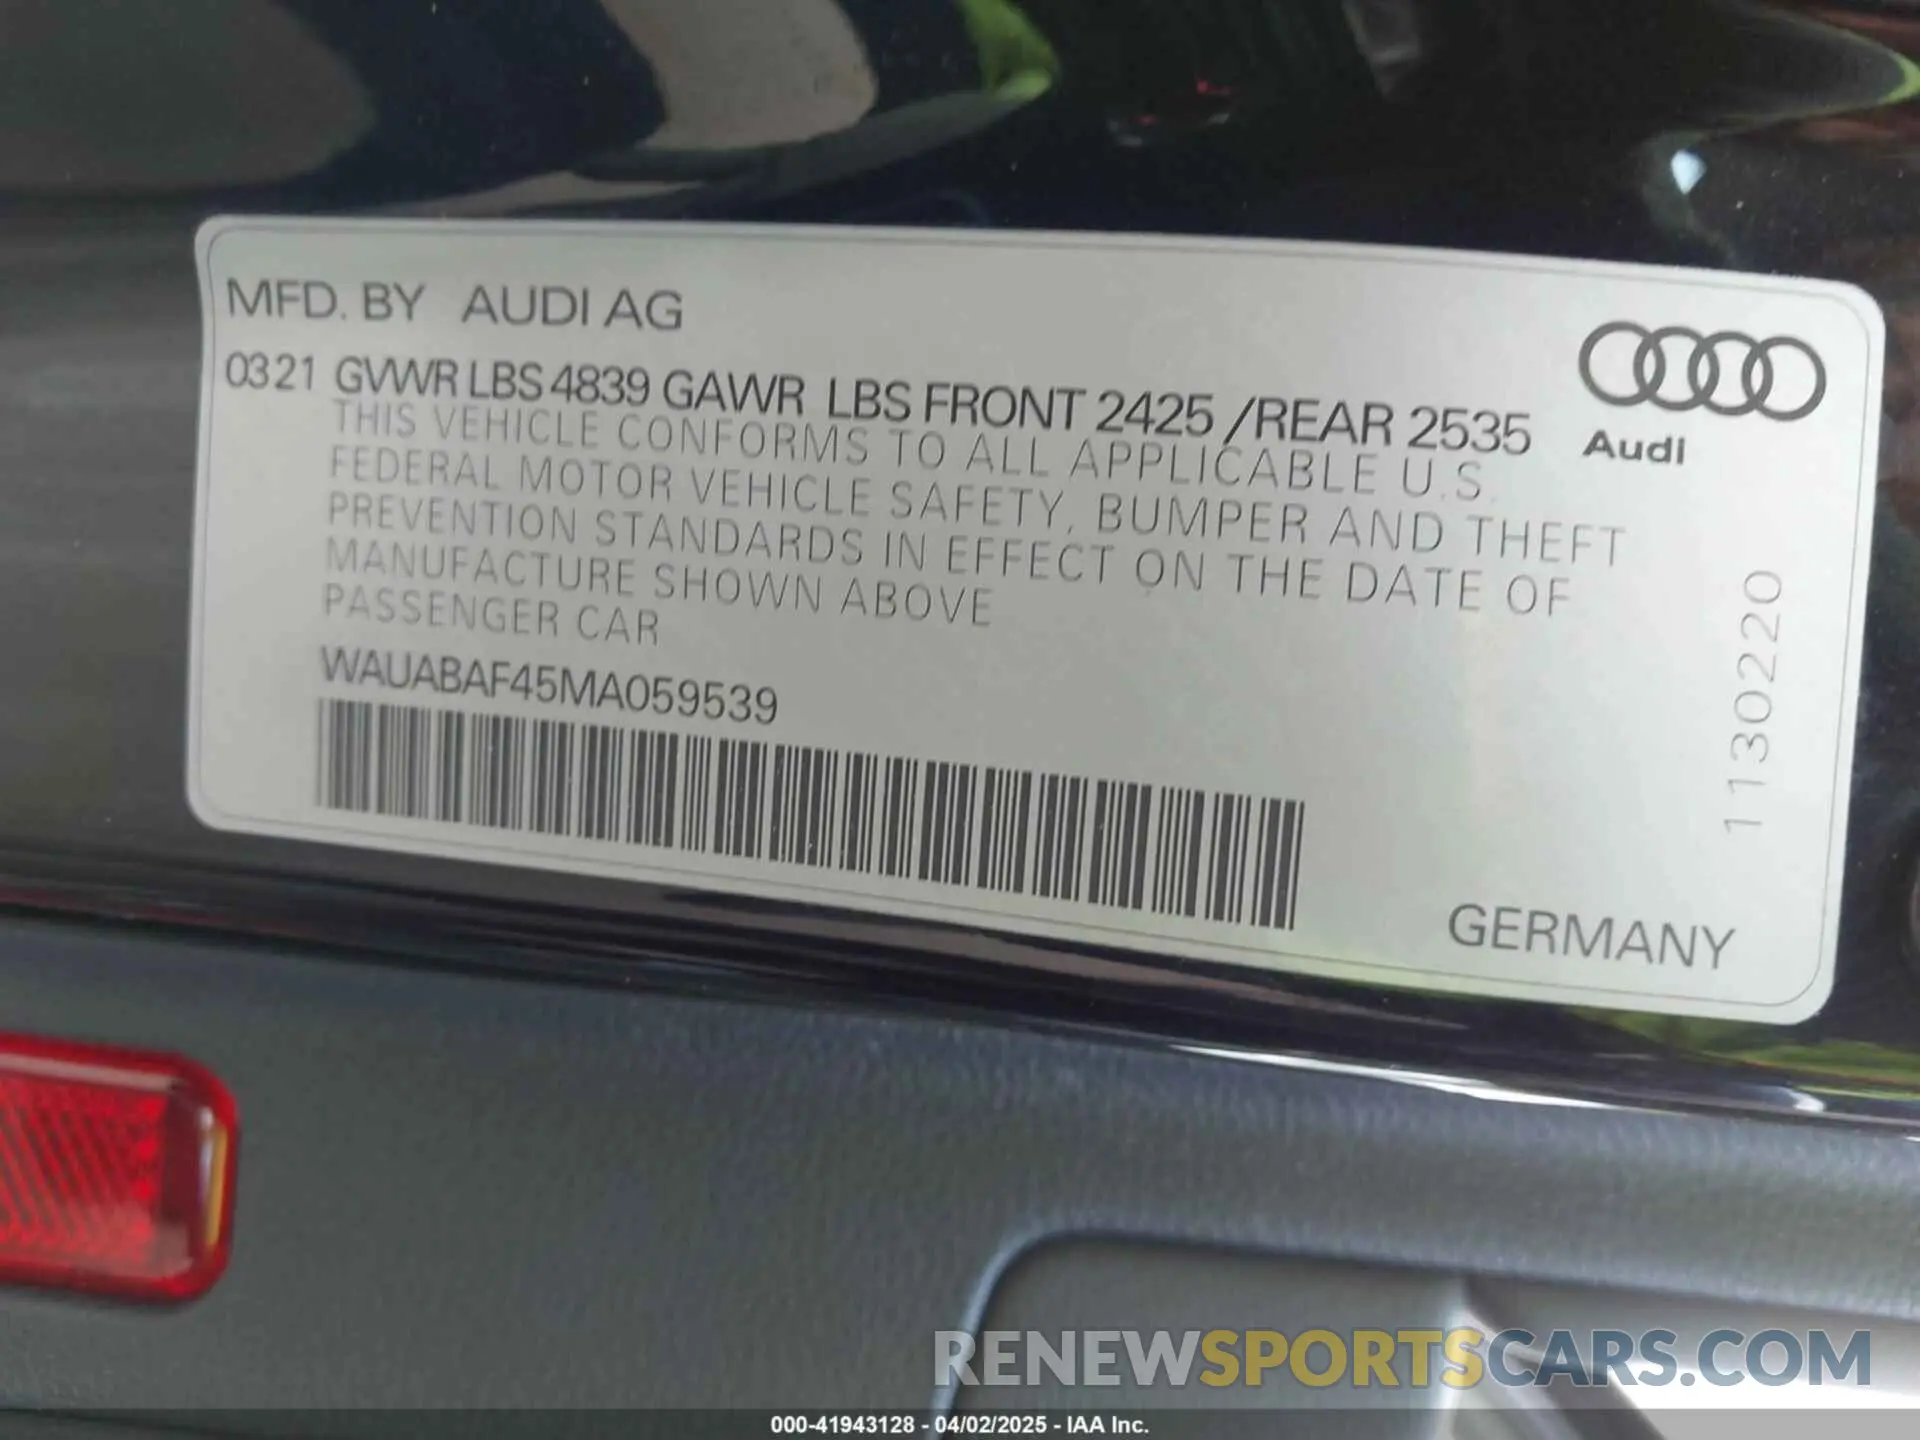 MFD. BY AUDI AG
0321 GVWR LBS 4839 GAWR LBS FRONT 2425 /REAR 2535
THIS VEHICLE CONFORMS TO ALL APPLICABLE U.S.
FEDERAL MOTOR VEHICLE SAFETY, BUMPER AND THEFT
PREVENTION STANDARDS IN EFFECT ON THE DATE OF
MANUFACTURE SHOWN ABOVE
PASSENGER CAR
WAUABAF45MA059539
Audi
1130220
GERMANY
RENEWSPORTSCARS.COM
000-41943128 - 04/02/2025 - IAA Inc.